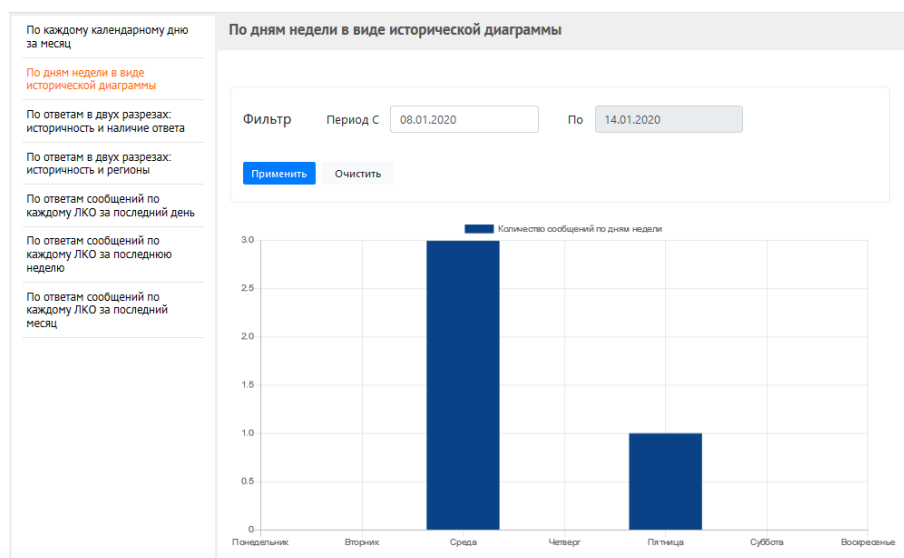 По каждому календарному дню
за месяц
По дням недели в виде
исторической диаграммы
По ответам в двух разрезах:
историчность и наличие ответа
По ответам в двух разрезах:
историчность и регионы
По ответам сообщений по
каждому ЛКО за последний день
По ответам сообщений по
каждому ЛКО за последнюю
неделю
По ответам сообщений по
каждому ЛКО за последний
месяц
По дням недели в виде исторической диаграммы
Фильтр Период С 08.01.2020 По 14.01.2020
Применить Очистить
Количество сообщений по дням недели
3.0
2.5
2.0
1.5
1.0
0.5
0
Понедельник Вторник Среда Четверг Пятница Суббота Воскресенье